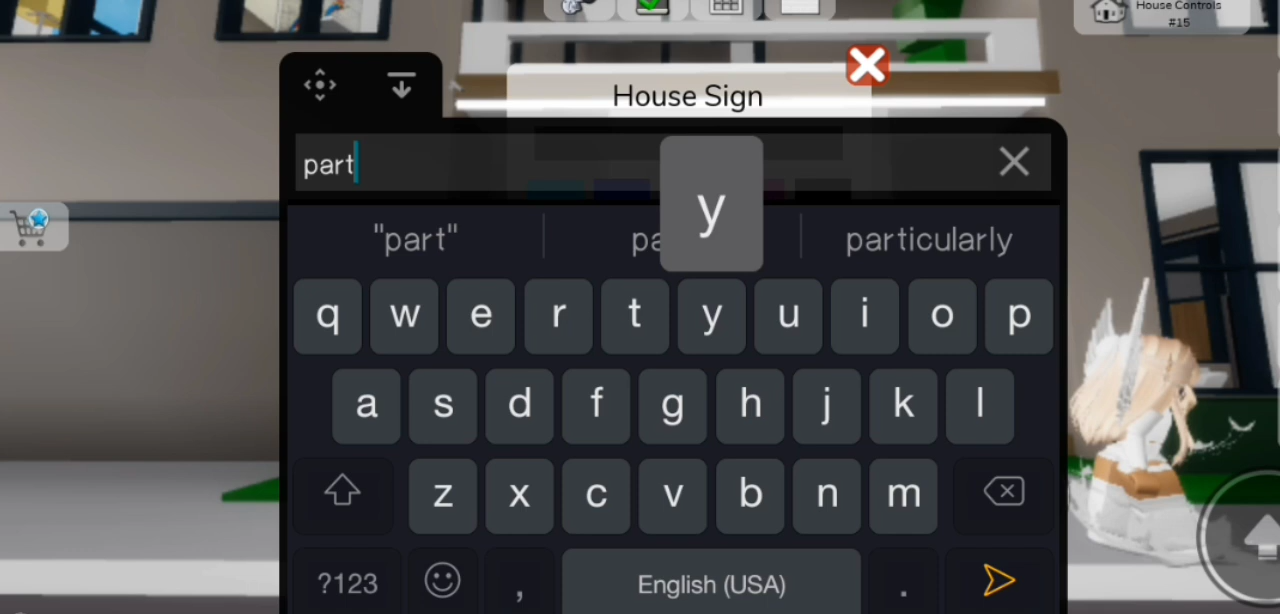 House Controls
#15
House Sign
part
y
"part" particularly
q w e r t y u i o p
a s d f g h j k l
z x c v b n m
?123 , English (USA) .